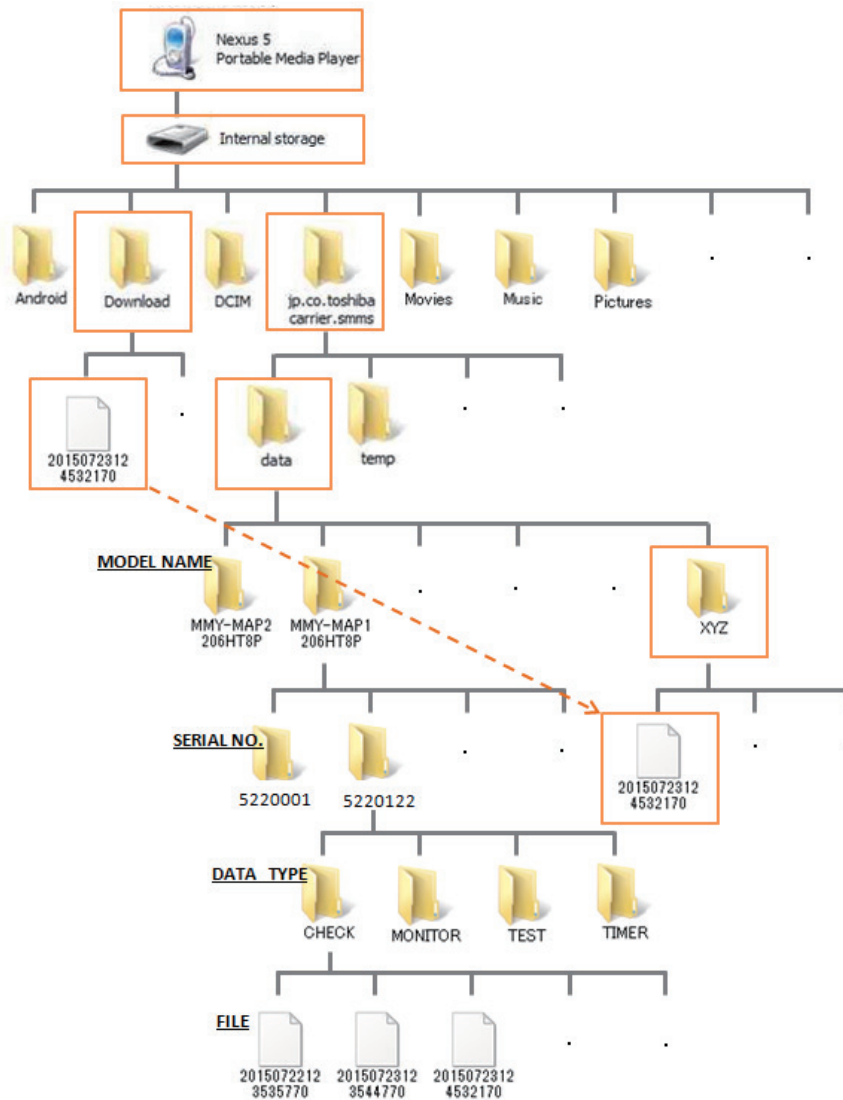 Nexus 5
Portable Media Player
Internal storage
Android
Download
DCIM
jp.co.toshiba
carrier.smms
Movies
Music
Pictures
2015072312
4532170
data
temp
MODEL NAME
MMY-MAP2
206HT8P
MMY-MAP1
206HT8P
XYZ
SERIAL NO.
5220001
5220122
2015072312
4532170
DATA TYPE
CHECK
MONITOR
TEST
TIMER
FILE
2015072212
3535770
2015072312
3544770
2015072312
4532170